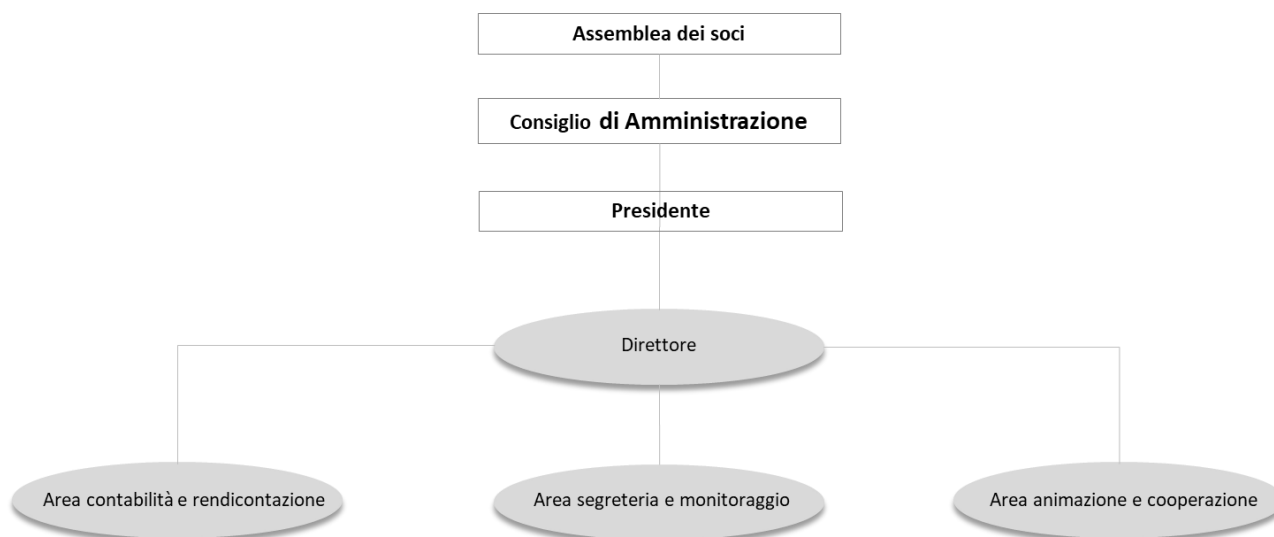 Assemblea dei soci
Consiglio di Amministrazione
Presidente
Direttore
Area contabilità e rendicontazione
Area segreteria e monitoraggio
Area animazione e cooperazione